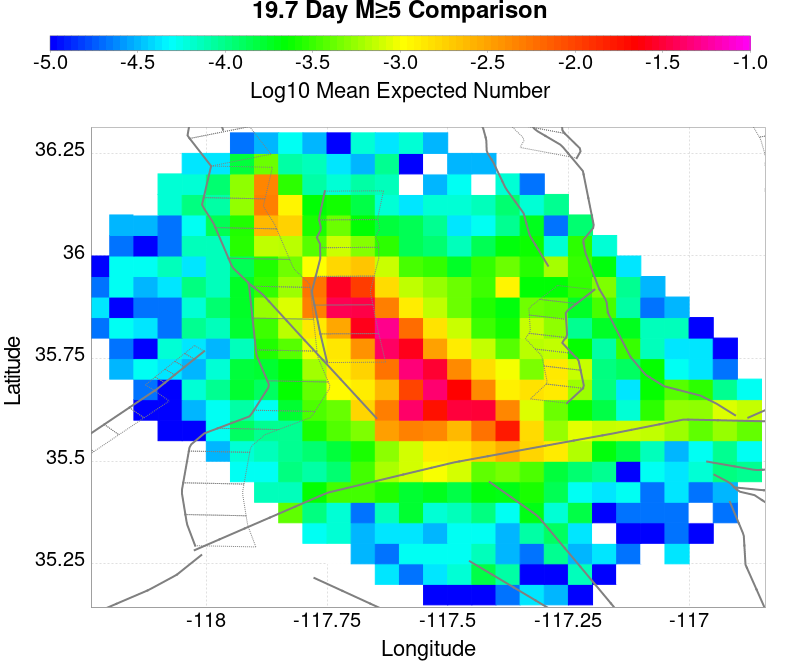 19.7 Day M≥5 Comparison
-5.0 -4.5 -4.0 -3.5 -3.0 -2.5 -2.0 -1.5 -1.0
Log10 Mean Expected Number
36.25
36
35.75
35.5
35.25
Latitude
-118 -117.75 -117.5 -117.25 -117
Longitude